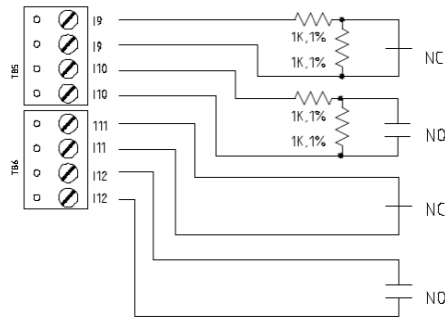 TB5
I9
I9
I10
I10
1K,1%
1K,1%
NC
1K,1%
1K,1%
NO
TB6
111
I11
I12
I12
NC
NO